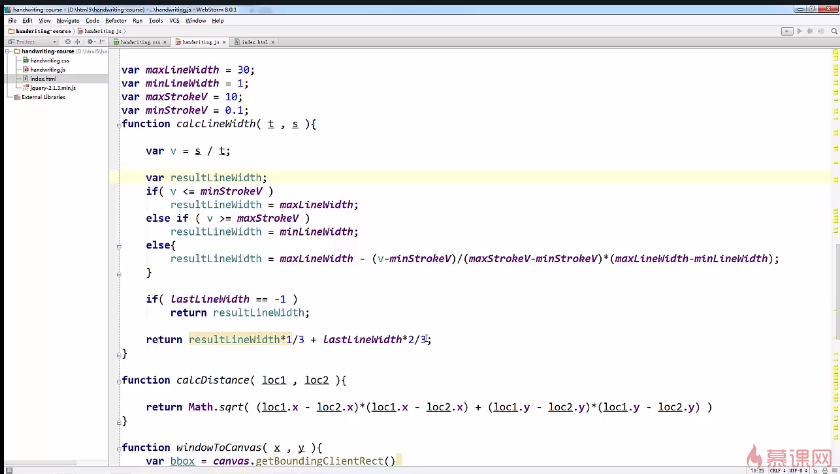 handwriting-course - [D:\html5\handwriting-course] - ...\handwriting.js - WebStorm 8.0.1
File Edit View Navigate Code Refactor Run Tools VCS Window Help
handwriting-course handwriting.js
handwriting-course (D:\html5\
handwriting.css
handwriting.js
index.html
jquery-2.1.3.min.js
External Libraries
handwriting.css handwriting.js index.html
var maxLineWidth = 30;
var minLineWidth = 1;
var maxStrokeV = 10;
var minStrokeV = 0.1;
function calcLineWidth( t , s ){
var v = s / t;
var resultLineWidth;
if( v <= minStrokeV )
resultLineWidth = maxLineWidth;
else if ( v >= maxStrokeV )
resultLineWidth = minLineWidth;
else{
resultLineWidth = maxLineWidth - (v-minStrokeV)/(maxStrokeV-minStrokeV)*(maxLineWidth-minLineWidth);
}
if( lastLineWidth == -1 )
return resultLineWidth;
return resultLineWidth*1/3 + lastLineWidth*2/3;
}
function calcDistance( loc1 , loc2 ){
return Math.sqrt( (loc1.x - loc2.x)*(loc1.x - loc2.x) + (loc1.y - loc2.y)*(loc1.y - loc2.y) )
}
function windowToCanvas( x , y ){
var bbox = canvas.getBoundingClientRect()
慕课网